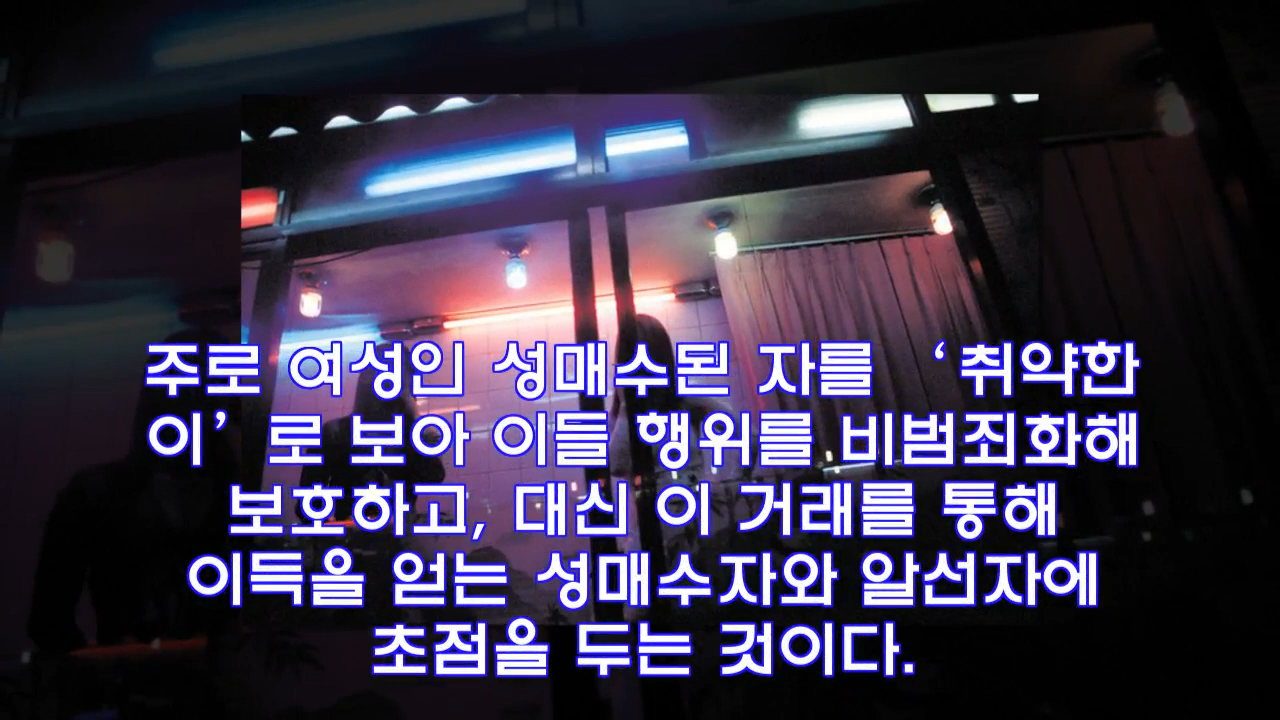 주로 여성인 성매수된 자를 ‘취약한
이’로 보아 이들 행위를 비범죄화해
보호하고, 대신 이 거래를 통해
이득을 얻는 성매수자와 알선자에
초점을 두는 것이다.